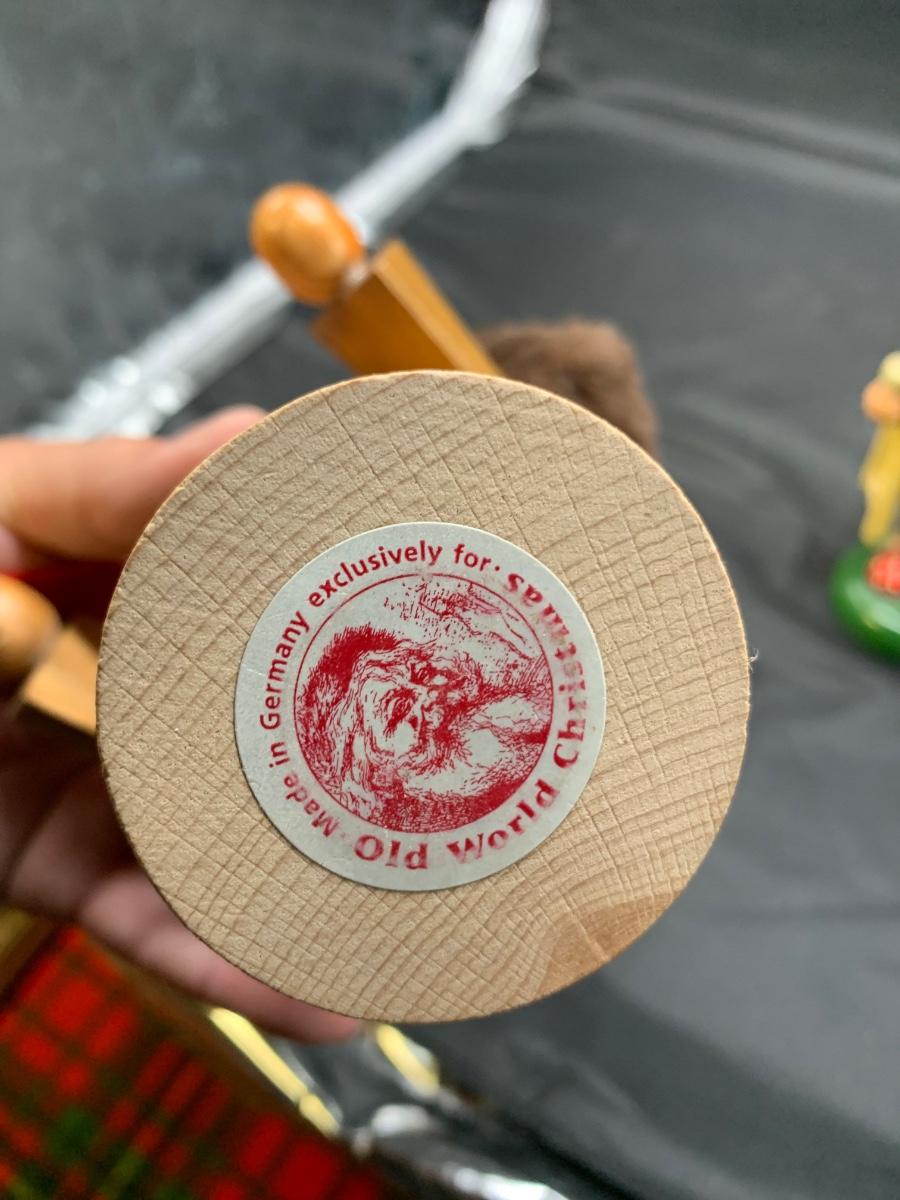 · Made in Germany exclusively for ·
Old World Christmas